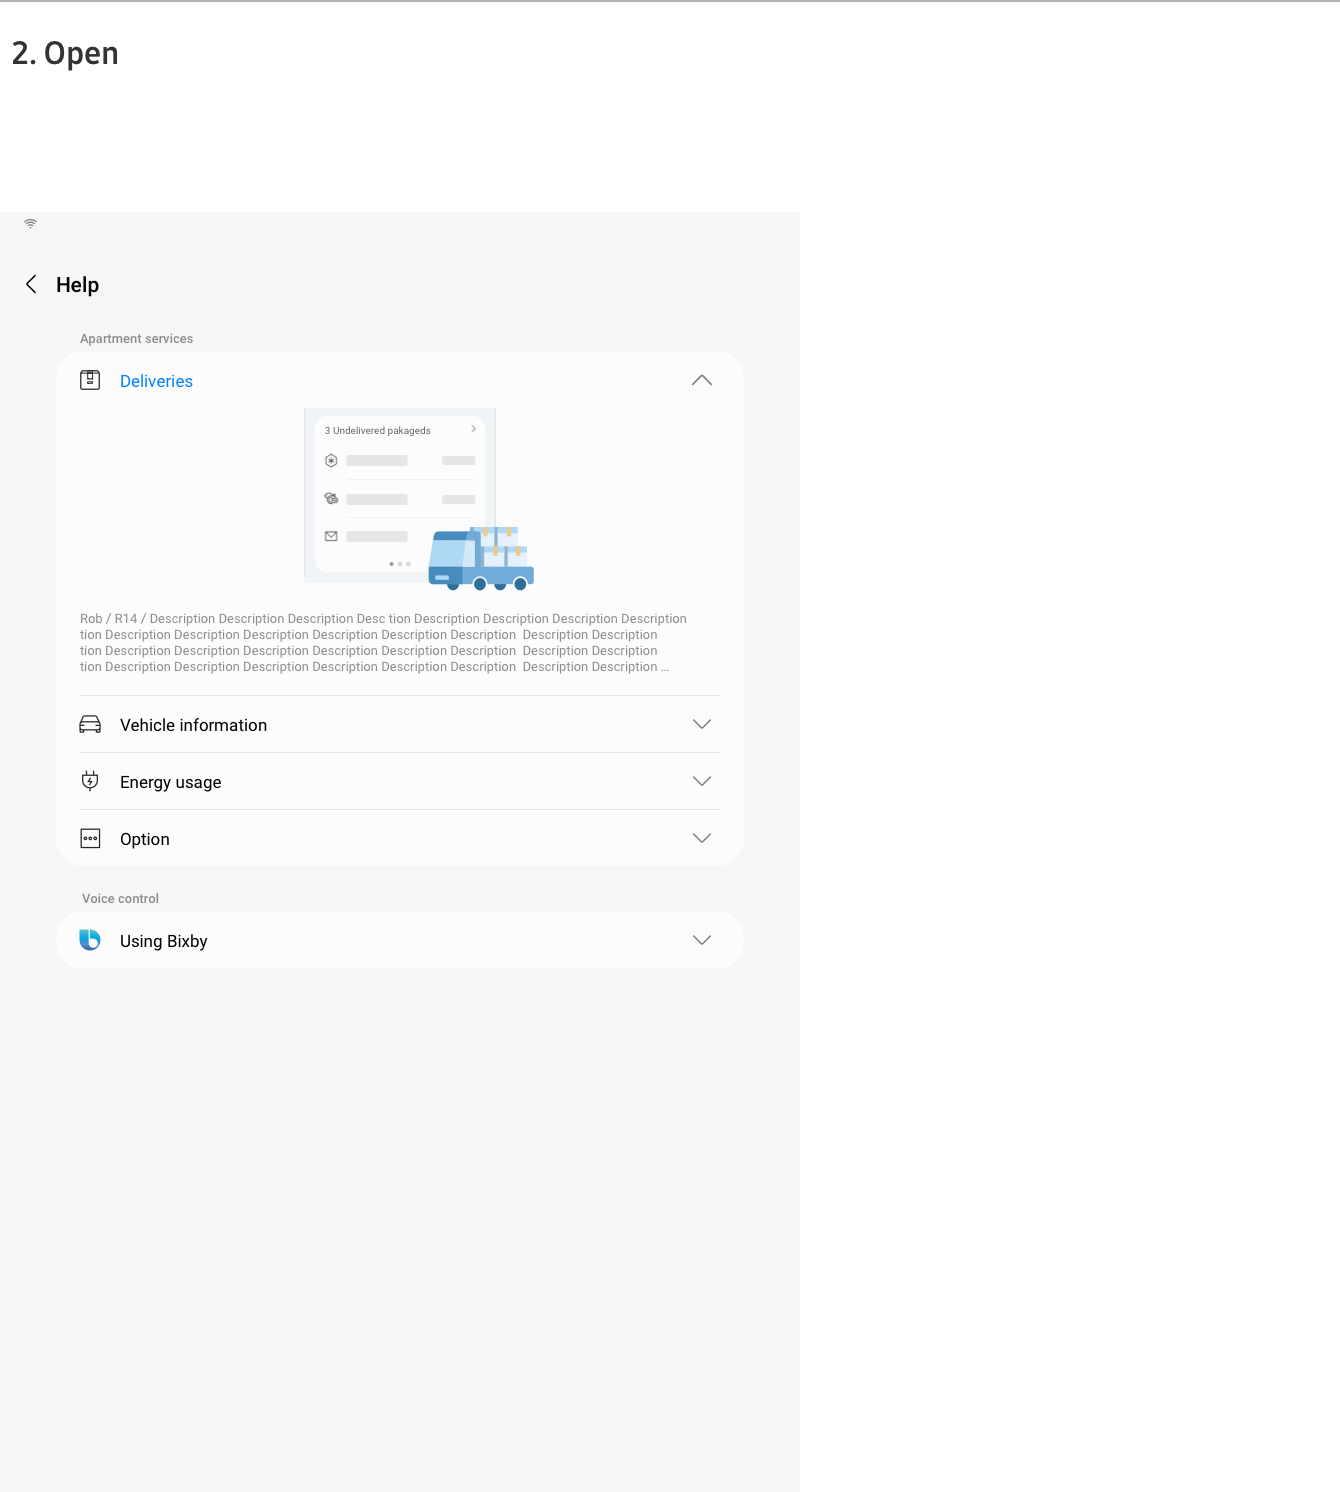 2. Open
Help
Apartment services
Deliveries
3 Undelivered pakageds
Rob / R14 / Description Description Description Desc tion Description Description Description Description
tion Description Description Description Description Description Description  Description Description
tion Description Description Description Description Description Description  Description Description
tion Description Description Description Description Description Description  Description Description ...
Vehicle information
Energy usage
Option
Voice control
Using Bixby